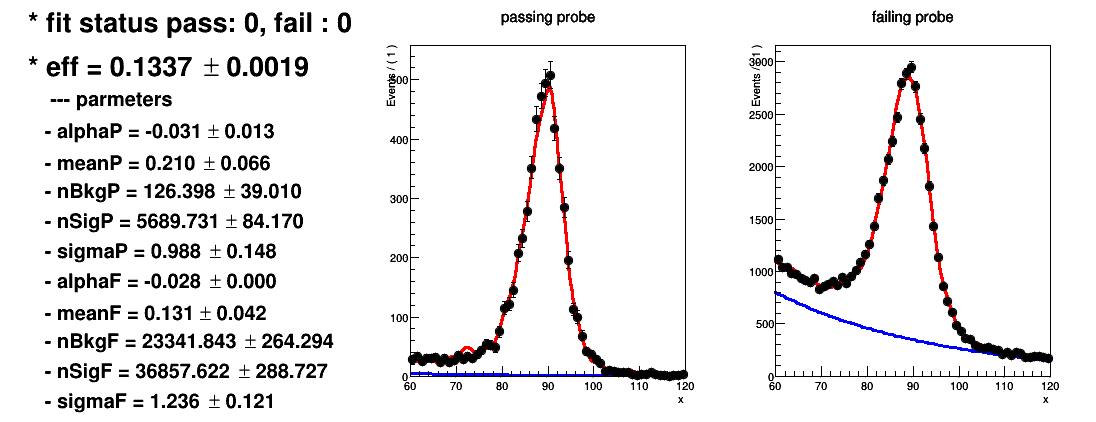 * fit status pass: 0, fail : 0
* eff = 0.1337 ± 0.0019
--- parmeters
- alphaP = -0.031 ± 0.013
- meanP = 0.210 ± 0.066
- nBkgP = 126.398 ± 39.010
- nSigP = 5689.731 ± 84.170
- sigmaP = 0.988 ± 0.148
- alphaF = -0.028 ± 0.000
- meanF = 0.131 ± 0.042
- nBkgF = 23341.843 ± 264.294
- nSigF = 36857.622 ± 288.727
- sigmaF = 1.236 ± 0.121
passing probe
Events / ( 1 )
500
400
300
200
100
0
60 70 80 90 100 110 120
x
failing probe
Events / ( 1 )
3000
2500
2000
1500
1000
500
0
60 70 80 90 100 110 120
x